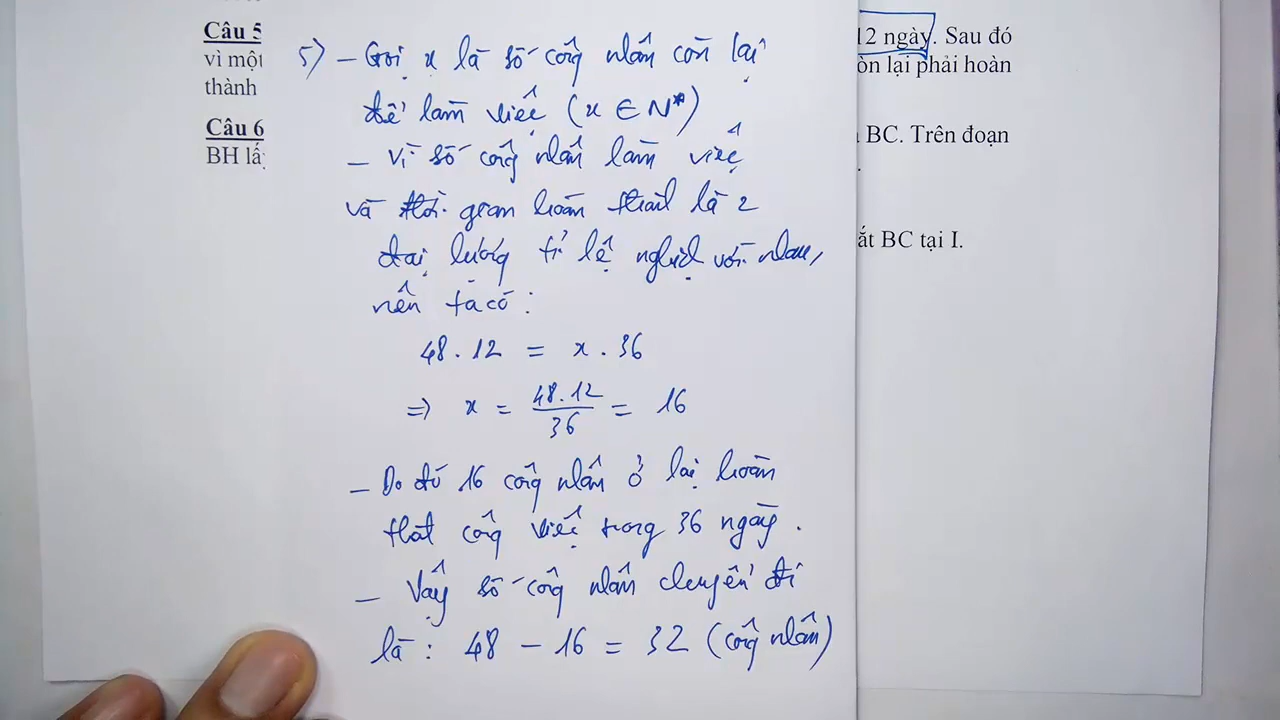 Câu 5
12 ngày. Sau đó
vì một
òn lại phải hoàn
thành
Câu 6
BC. Trên đoạn
BH lấy
ắt BC tại I.
5) – Gọi x là số công nhân còn lại
để làm việc (x ∈ N*)
– Vì số công nhân làm việc
và thời gian hoàn thành là 2
đại lượng tỉ lệ nghịch với nhau,
nên ta có :
48 . 12 = x . 36
=> x = 48.12/36 = 16
– Do đó 16 công nhân ở lại hoàn
thành công việc trong 36 ngày .
– Vậy số công nhân chuyển đi
là : 48 – 16 = 32 (công nhân)